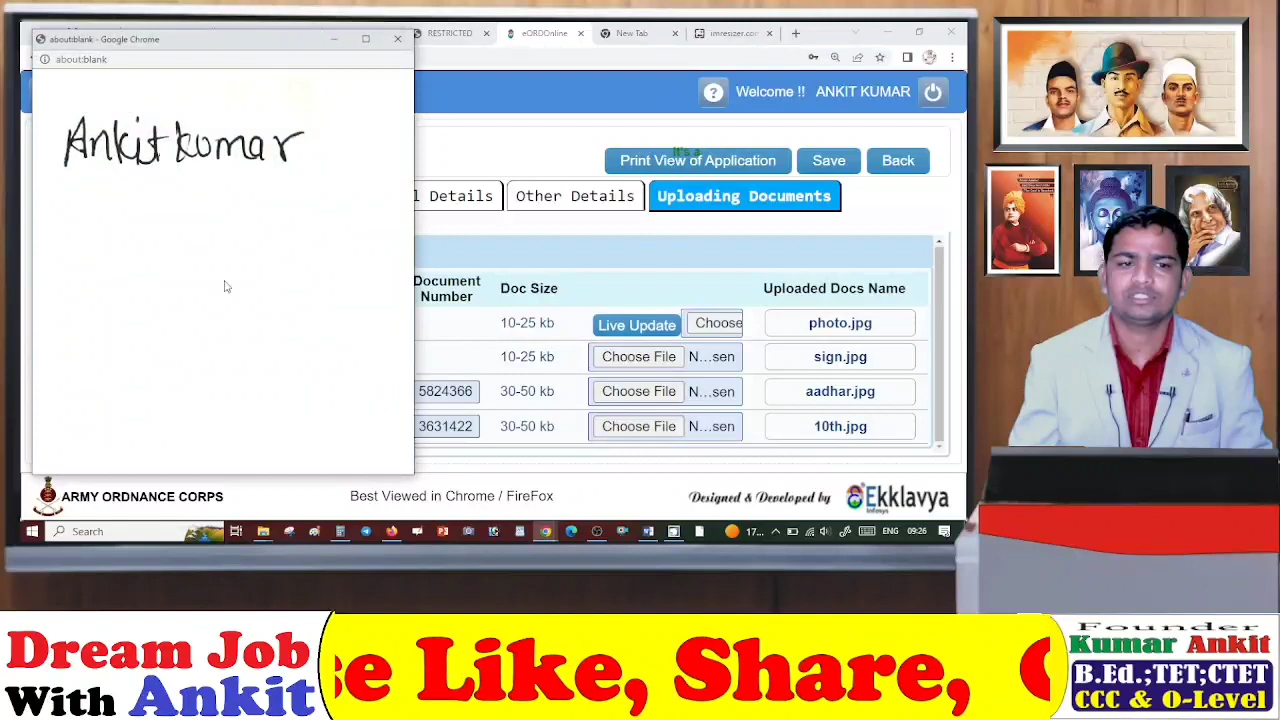 about:blank - Google Chrome
about:blank
RESTRICTED
eORDOnline
New Tab
imresizer.co
Ankit kumar
Welcome !! ANKIT KUMAR
Print View of Application
Save
Back
l Details
Other Details
Uploading Documents
Document Number
Doc Size
Uploaded Docs Name
10-25 kb
Live Update
Choose
photo.jpg
10-25 kb
Choose File
N...sen
sign.jpg
5824366
30-50 kb
Choose File
N...sen
aadhar.jpg
3631422
30-50 kb
Choose File
N...sen
10th.jpg
ARMY ORDNANCE CORPS
Best Viewed in Chrome / FireFox
Designed & Developed by
Ekklavya
Infosys
Search
17...
ENG
09:26
Dream Job
With Ankit
se Like, Share,
Founder
Kumar Ankit
B.Ed.;TET;CTET
CCC & O-Level